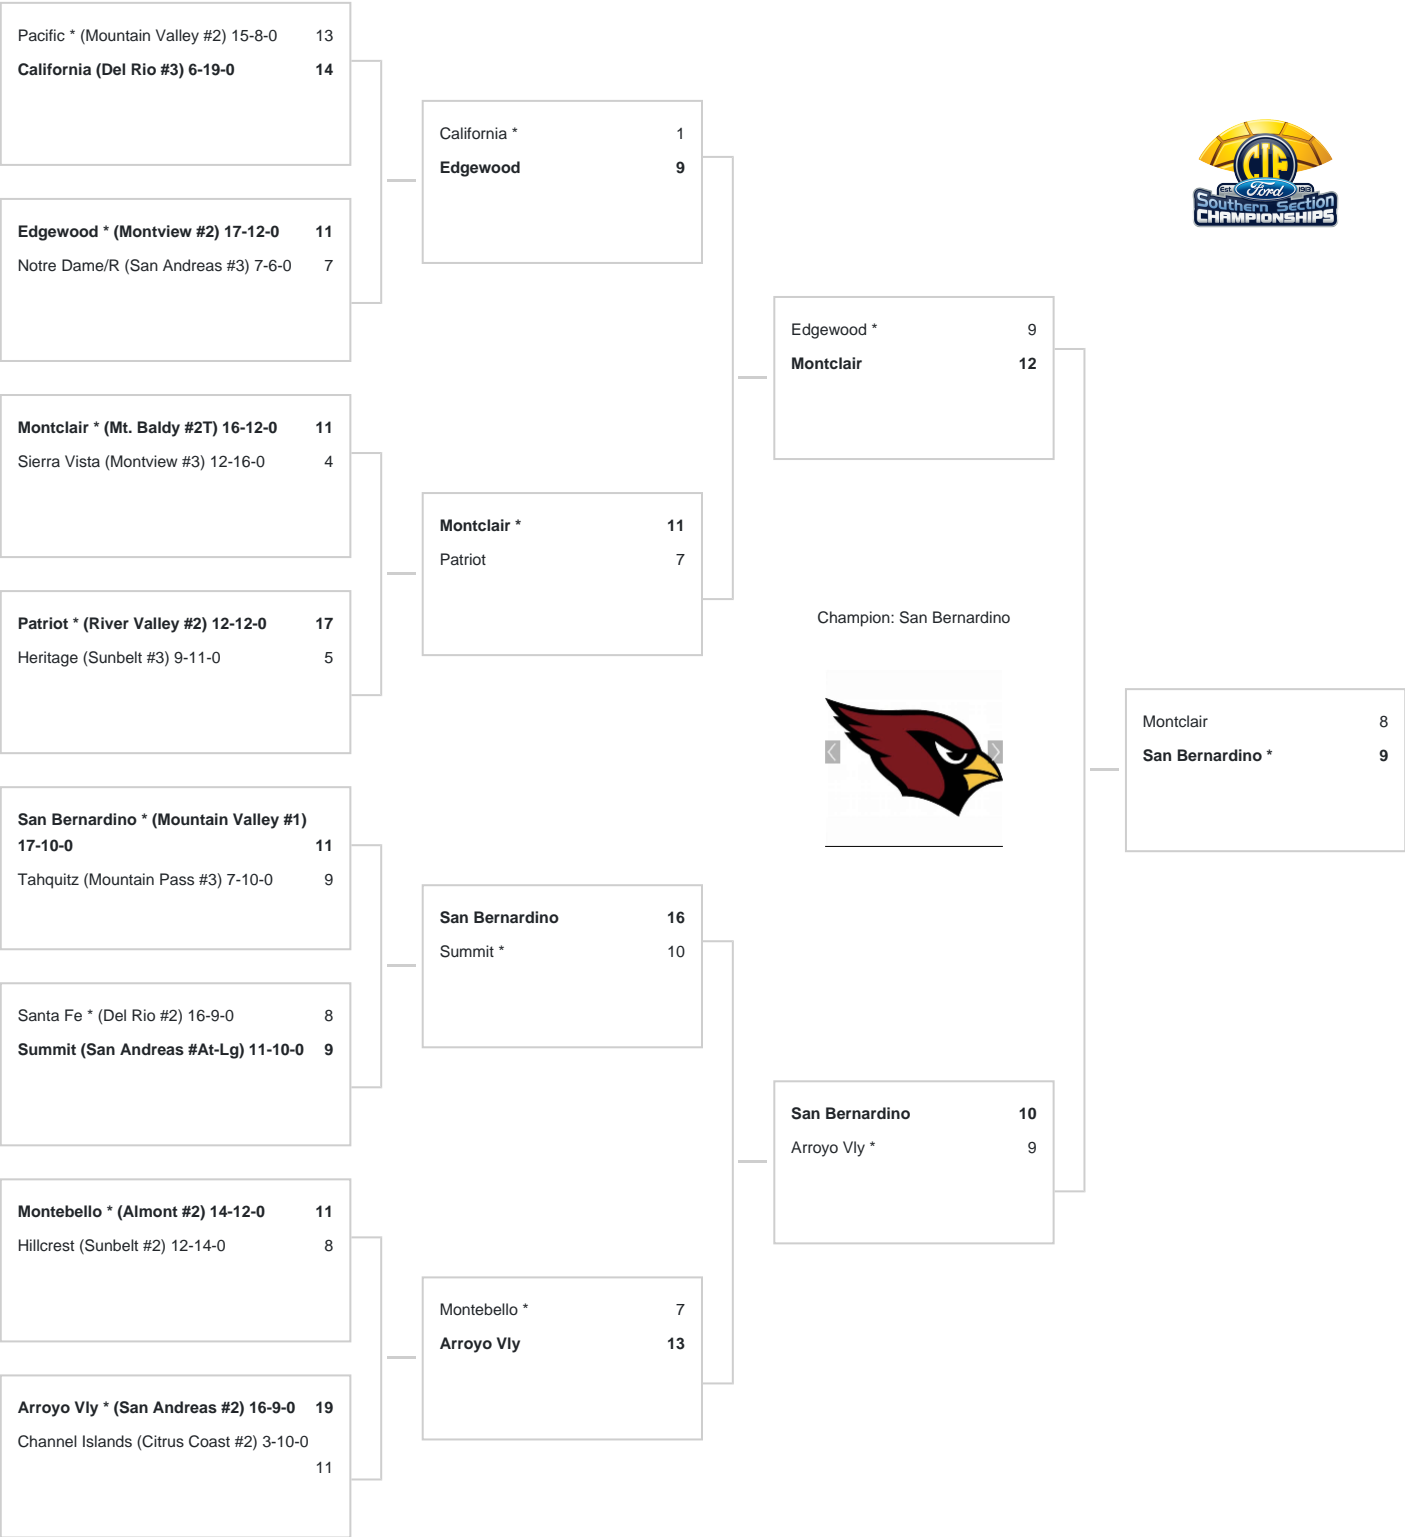 Pacific * (Mountain Valley #2) 15-8-0 13
California (Del Rio #3) 6-19-0 14
Edgewood * (Montview #2) 17-12-0 11
Notre Dame/R (San Andreas #3) 7-6-0 7
Montclair * (Mt. Baldy #2T) 16-12-0 11
Sierra Vista (Montview #3) 12-16-0 4
Patriot * (River Valley #2) 12-12-0 17
Heritage (Sunbelt #3) 9-11-0 5
San Bernardino * (Mountain Valley #1)
17-10-0 11
Tahquitz (Mountain Pass #3) 7-10-0 9
Santa Fe * (Del Rio #2) 16-9-0 8
Summit (San Andreas #At-Lg) 11-10-0 9
Montebello * (Almont #2) 14-12-0 11
Hillcrest (Sunbelt #2) 12-14-0 8
Arroyo Vly * (San Andreas #2) 16-9-0 19
Channel Islands (Citrus Coast #2) 3-10-0
11
California * 1
Edgewood 9
Montclair * 11
Patriot 7
San Bernardino 16
Summit * 10
Montebello * 7
Arroyo Vly 13
Edgewood * 9
Montclair 12
Champion: San Bernardino
San Bernardino 10
Arroyo Vly * 9
CIF
Est. Ford 1913
Southern Section
CHAMPIONSHIPS
Montclair 8
San Bernardino * 9